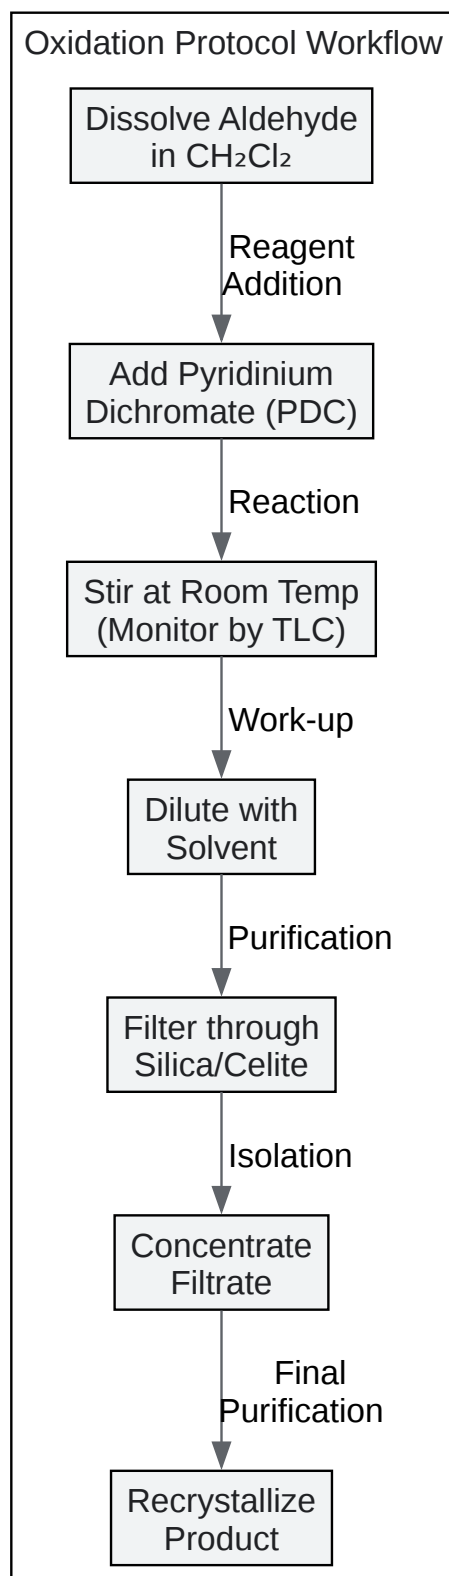 Oxidation Protocol Workflow
Dissolve Aldehyde
in CH₂Cl₂
Reagent
Addition
Add Pyridinium
Dichromate (PDC)
Reaction
Stir at Room Temp
(Monitor by TLC)
Work-up
Dilute with
Solvent
Purification
Filter through
Silica/Celite
Isolation
Concentrate
Filtrate
Final
Purification
Recrystallize
Product